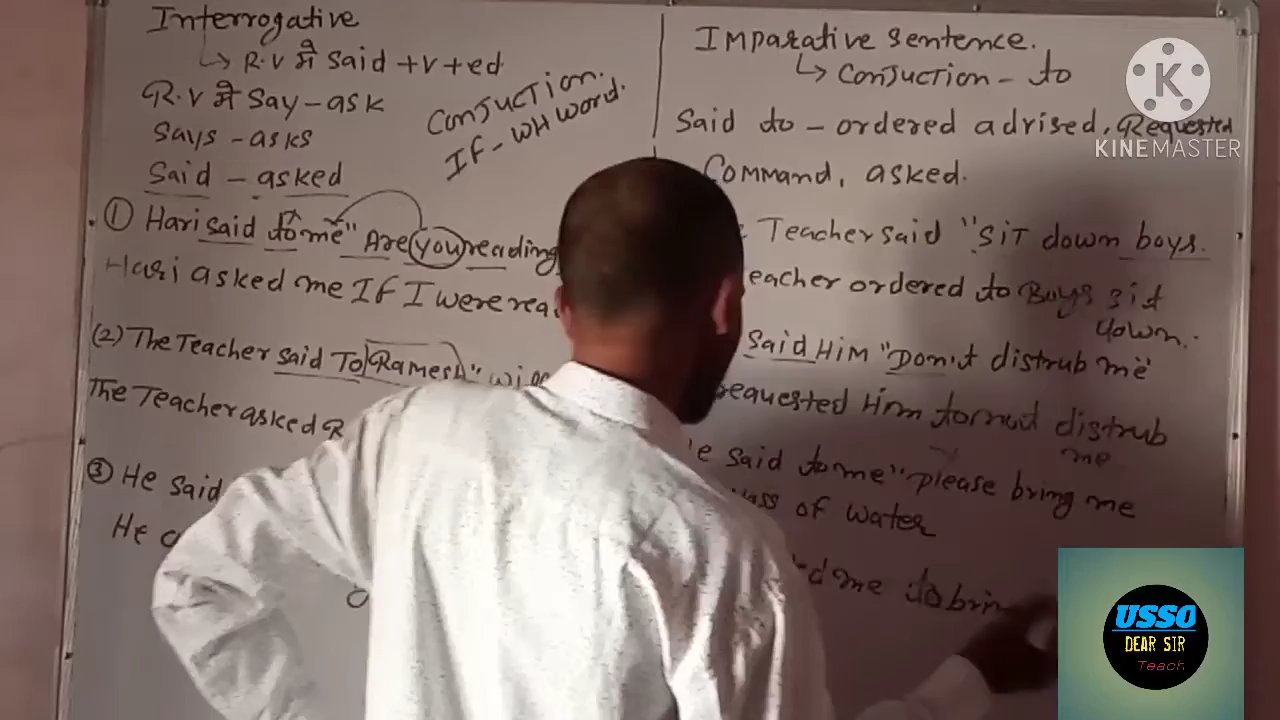 Interrogative
↳ R.V में Said +V+ed
R.V में Say - ask
Says - asks
Said - asked
Conjuction.
If - WH word.
① Hari said to me" Are you reading
Hari asked me If I were rea
(2) The Teacher said To Ramesh" wi
The Teacher asked R
③ He said
He
Imparative sentence.
↳ Conjuction - to
Said to - ordered advised, Requested
Command, asked.
Teacher said "SiT down boys.
eacher ordered to Boys sit
down.
Said Him "Don't distrub me"
requested Him to not distrub
me
e said to me" please bring me
lass of water
d me to brin
KINEMASTER
USSO
DEAR SIR
Teach